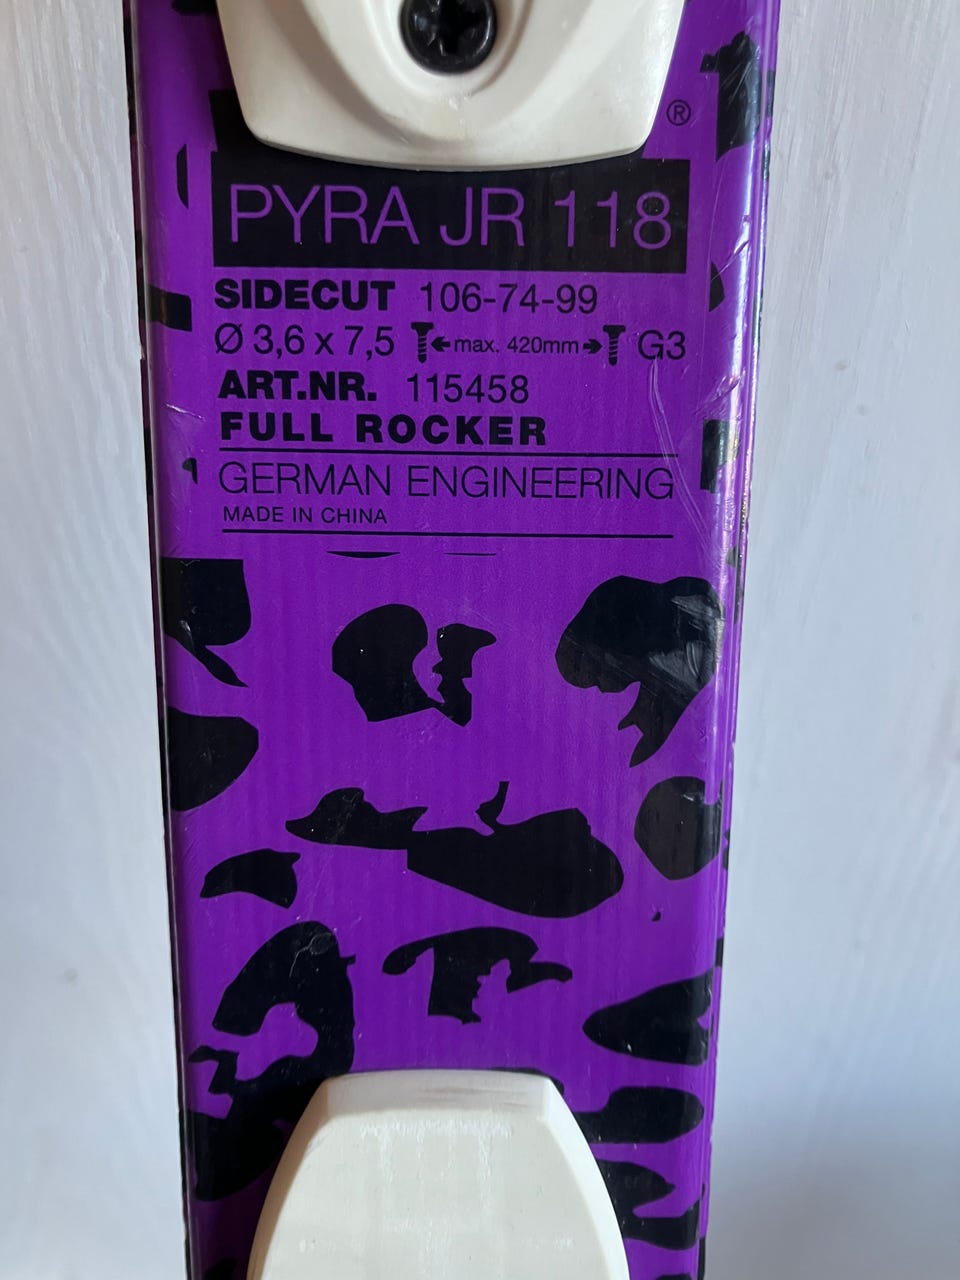 ®
PYRA JR 118
SIDECUT 106-74-99
Ø 3,6 x 7,5 max. 420mm G3
ART.NR. 115458
FULL ROCKER
GERMAN ENGINEERING
MADE IN CHINA